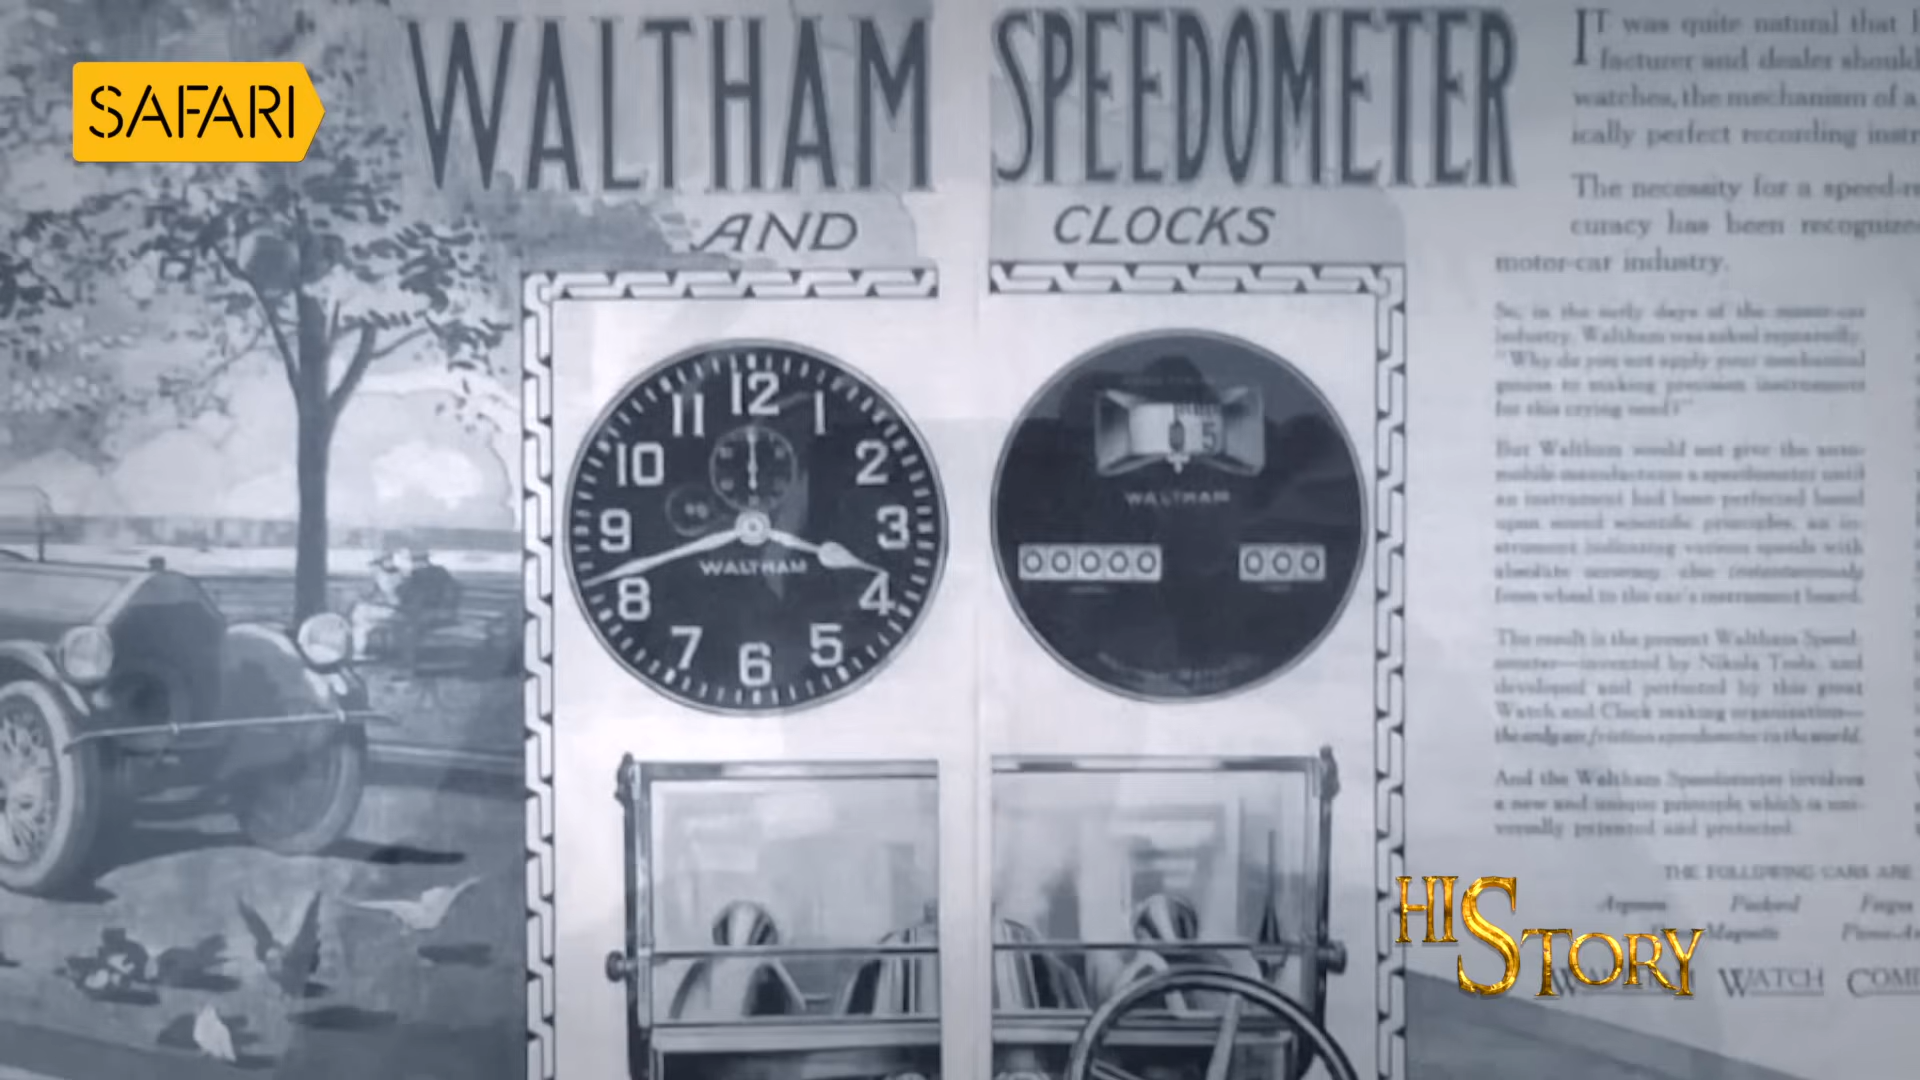 SAFARI
WALTHAM SPEEDOMETER
AND CLOCKS
12
11 1
10 2
9 3
8 4
7 5
6
WALTHAM
0 5
WALTHAM
00000 000
IT was quite natural that
facturer and dealer should
watches, the mechanism of a
ically perfect recording
The necessity for a
curacy has been
motor-car industry.
So, in the early days of the motor-car
industry, Waltham was asked repeatedly,
"Why do you not apply your mechanical
genius to making precision instruments
for this crying need?"
But Waltham would not give the auto-
mobile manufacturers a speedometer until
an instrument had been perfected based
upon sound scientific principles, an in-
strument indicating various speeds with
absolute accuracy, also instantaneously
from wheel to the car's instrument board.
The result is the present Waltham Speed-
ometer—invented by Nikola Tesla, and
developed and perfected by this great
Watch and Clock making organization—
the only air friction speedometer in the world.
And the Waltham Speedometer involves
a new and unique principle which is uni-
versally patented and protected.
THE FOLLOWING CARS ARE
Packard
Magnetic
HISTORY
WATCH